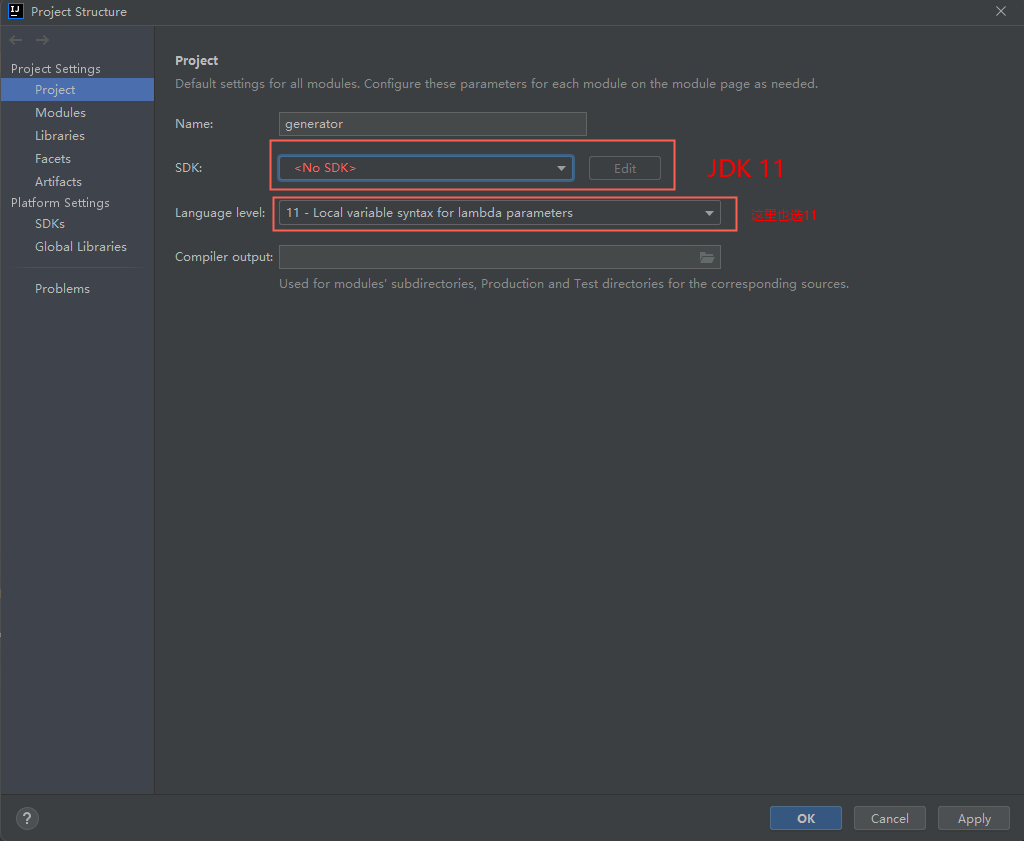 Project Structure
Project Settings
Project
Modules
Libraries
Facets
Artifacts
Platform Settings
SDKs
Global Libraries
Problems
Project
Default settings for all modules. Configure these parameters for each module on the module page as needed.
Name: generator
SDK: <No SDK> Edit JDK 11
Language level: 11 - Local variable syntax for lambda parameters 这里也选11
Compiler output:
Used for modules' subdirectories, Production and Test directories for the corresponding sources.
? OK Cancel Apply